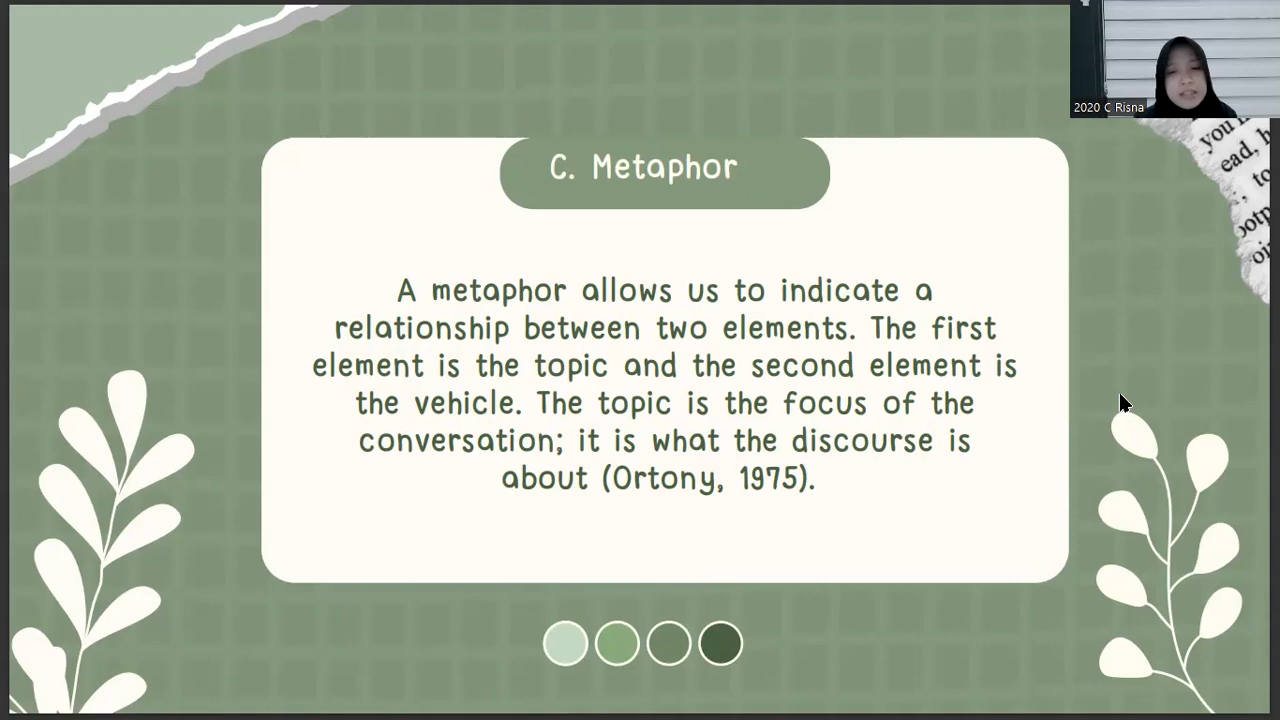 2020 C Risna
C. Metaphor
A metaphor allows us to indicate a
relationship between two elements. The first
element is the topic and the second element is
the vehicle. The topic is the focus of the
conversation; it is what the discourse is
about (Ortony, 1975).
ead, h